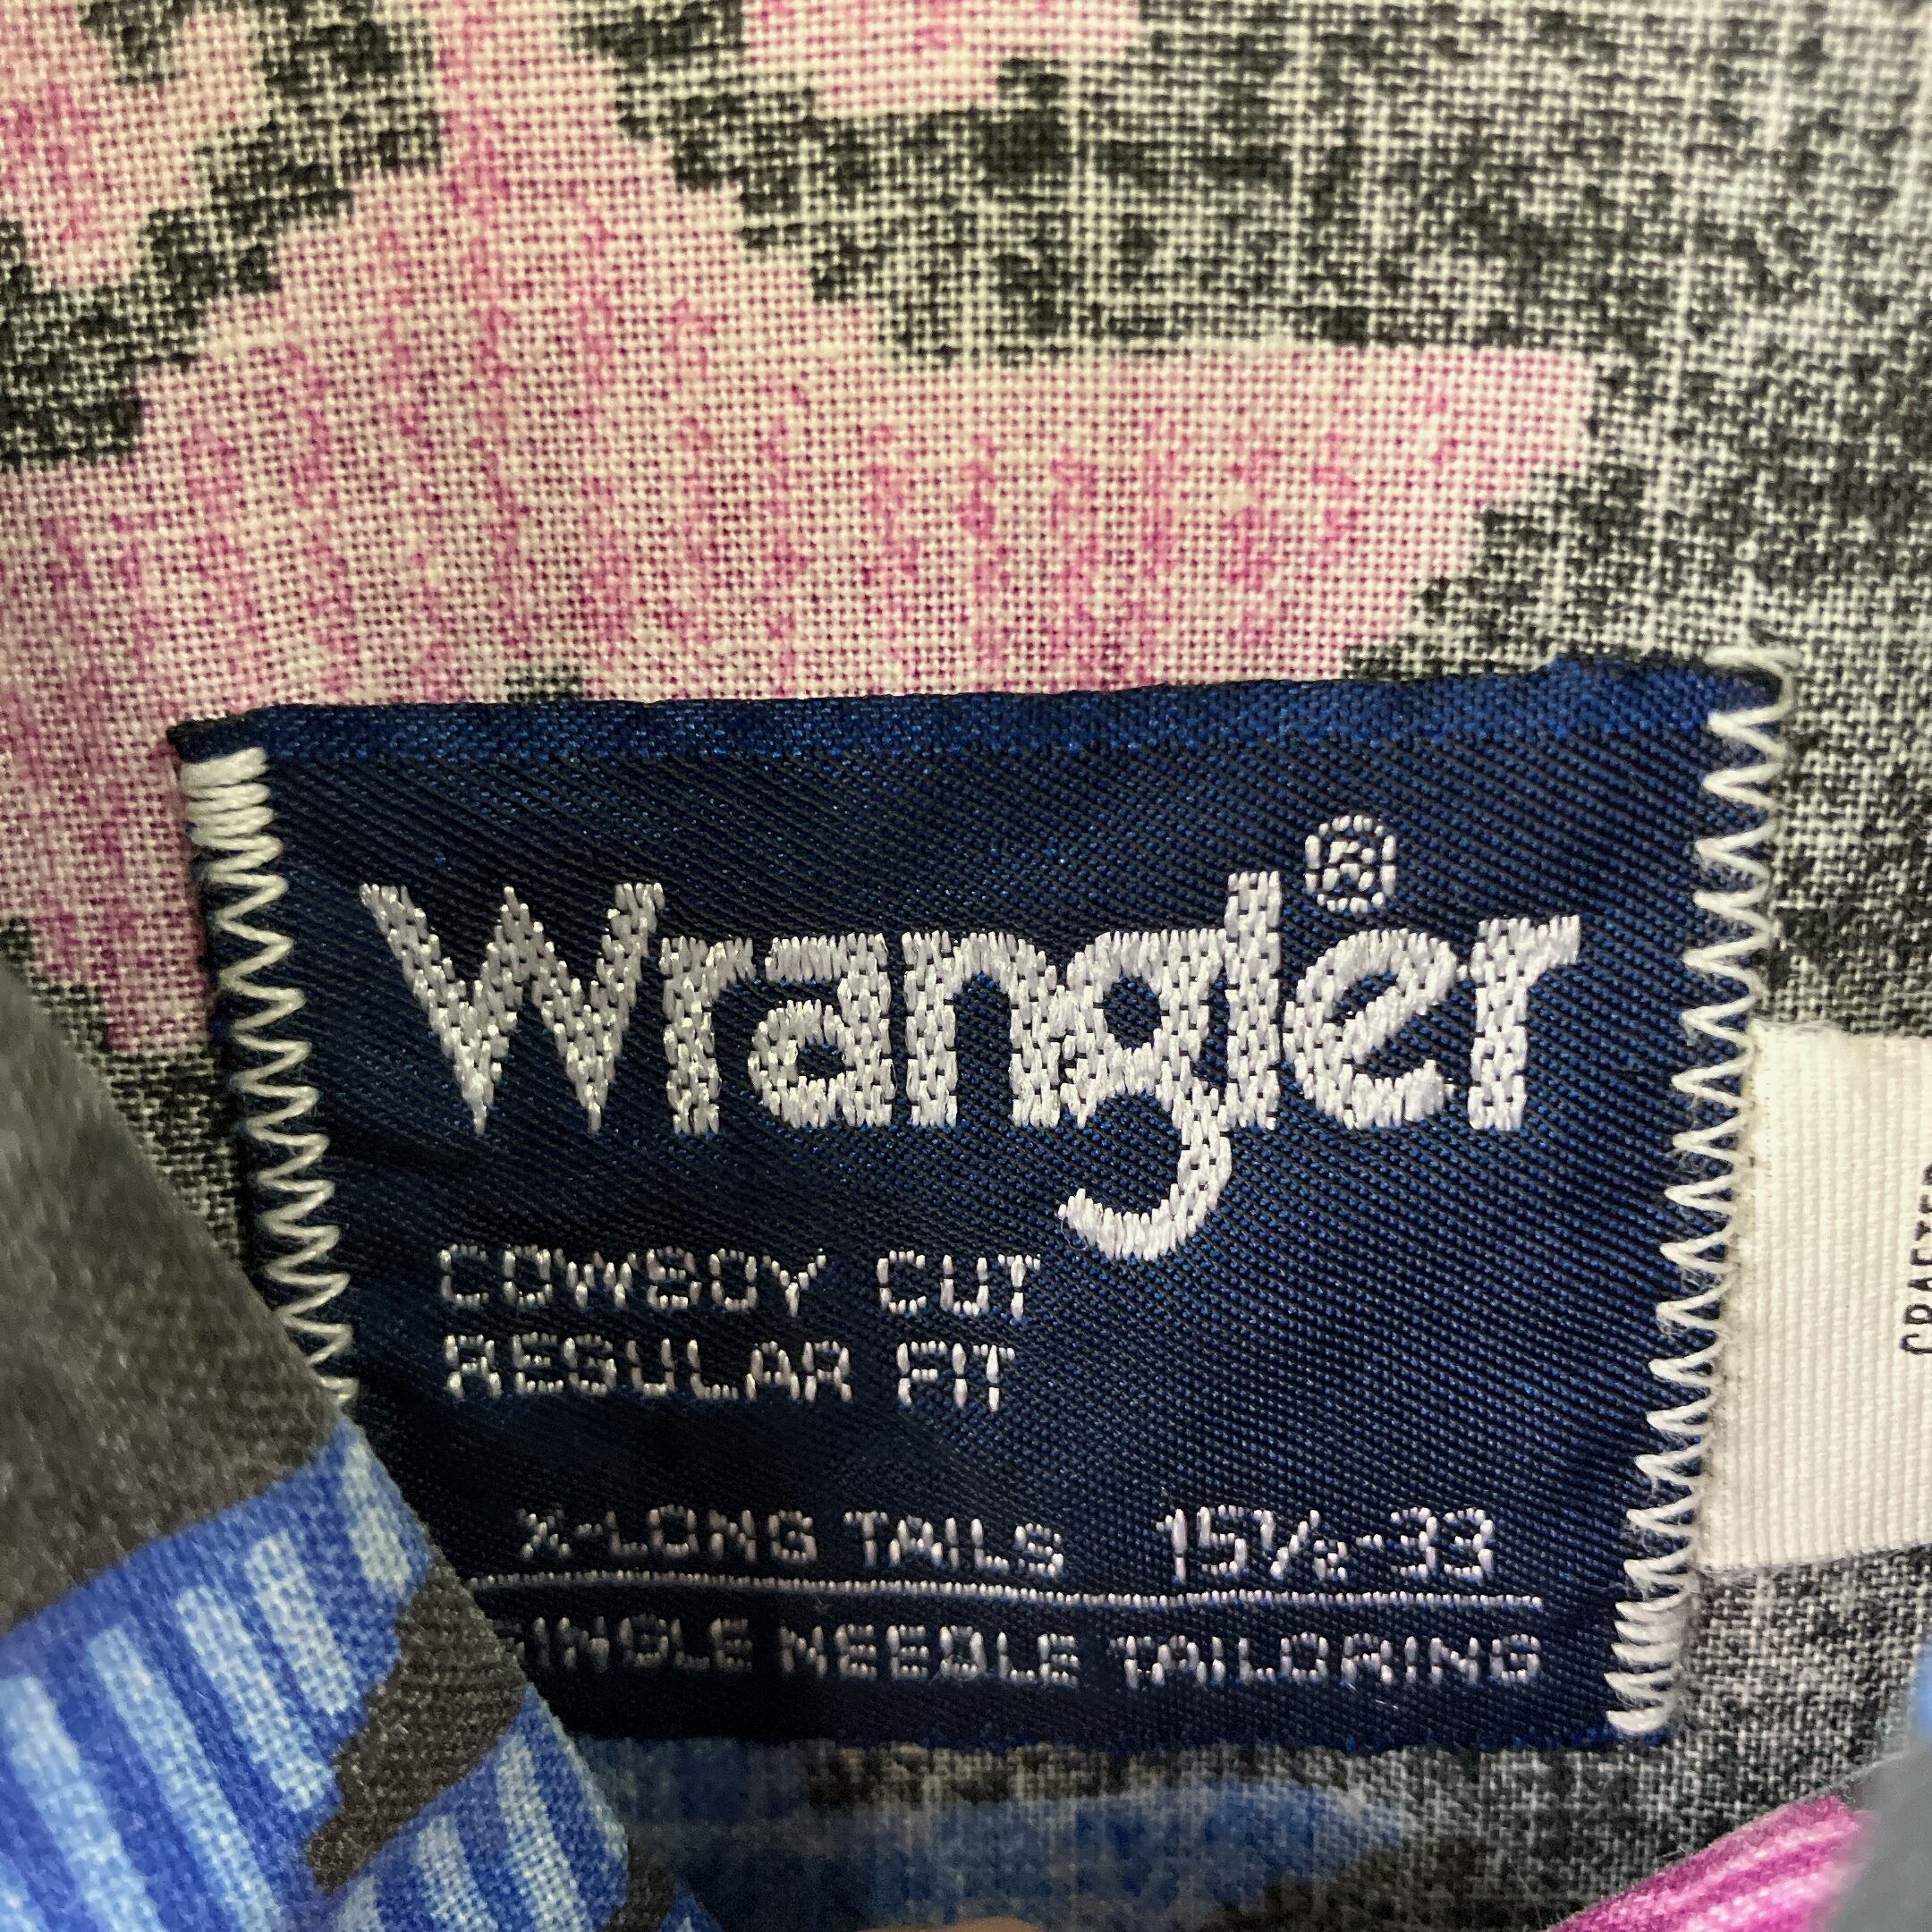 Wrangler®
COWBOY CUT
REGULAR FIT
X-LONG TAILS 15½-33
SINGLE NEEDLE TAILORING